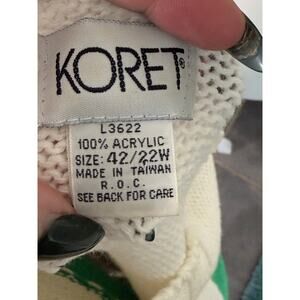 KORET®
L3622
100% ACRYLIC
SIZE: 42/22W
MADE IN TAIWAN
R.O.C.
SEE BACK FOR CARE